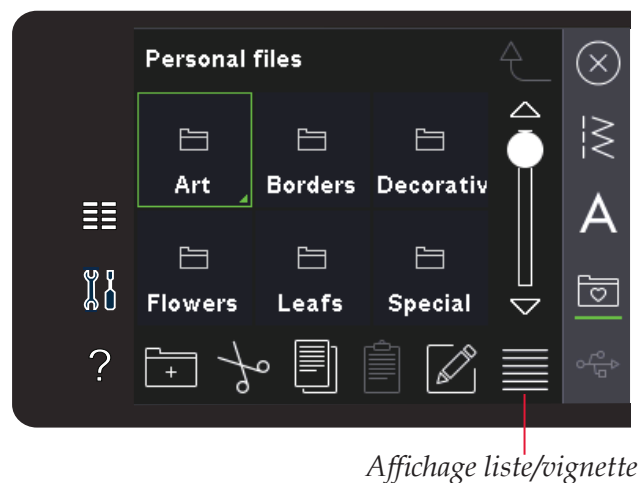 Personal files
Art Borders Decorativ
Flowers Leafs Special
A
?
Affichage liste/vignette